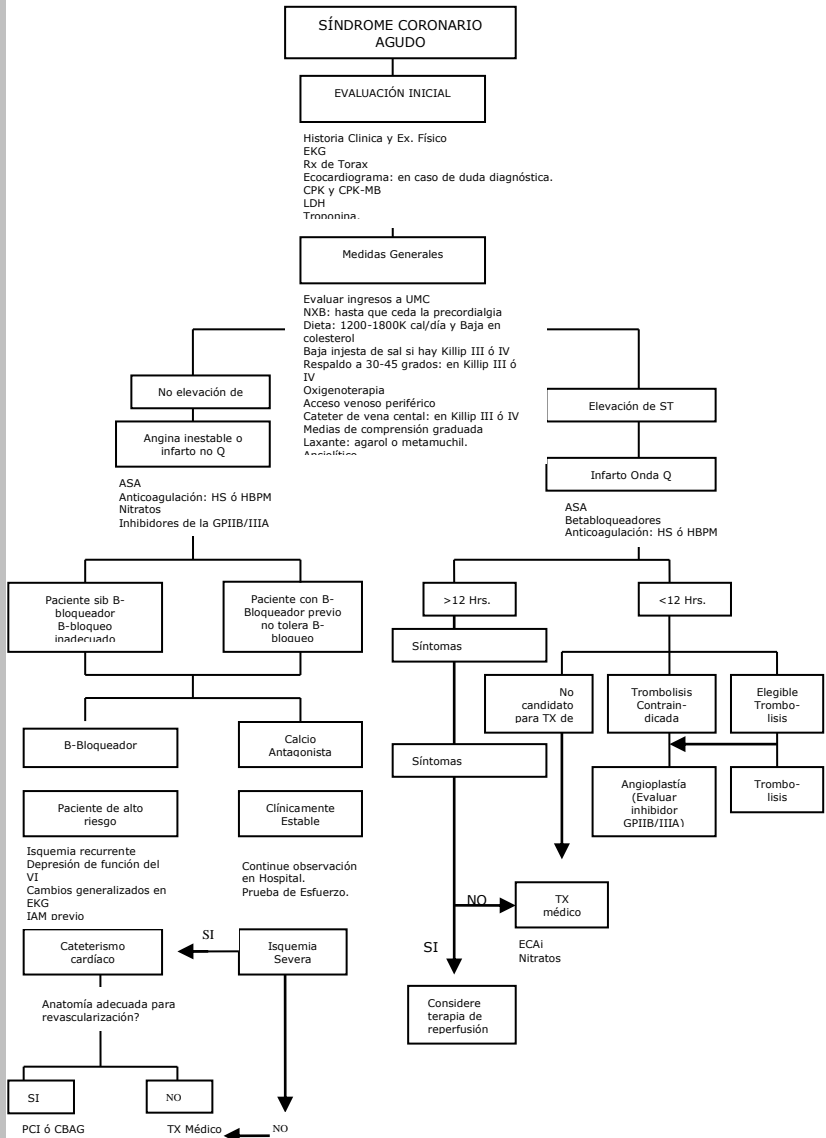 SÍNDROME CORONARIO
AGUDO
EVALUACIÓN INICIAL
Historia Clinica y Ex. Físico
EKG
Rx de Torax
Ecocardiograma: en caso de duda diagnóstica.
CPK y CPK-MB
LDH
Troponina.
Medidas Generales
Evaluar ingresos a UMC
NXB: hasta que ceda la precordialgia
Dieta: 1200-1800K cal/día y Baja en
colesterol
Baja injesta de sal si hay Killip III ó IV
Respaldo a 30-45 grados: en Killip III ó
IV
Oxigenoterapia
Acceso venoso periférico
Cateter de vena cental: en Killip III ó IV
Medias de comprensión graduada
Laxante: agarol o metamuchil.
Ansiolítico
No elevación de
Angina inestable o
infarto no Q
ASA
Anticoagulación: HS ó HBPM
Nitratos
Inhibidores de la GPIIB/IIIA
Paciente sib B-
bloqueador
B-bloqueo
inadecuado
Paciente con B-
Bloqueador previo
no tolera B-
bloqueo
B-Bloqueador
Calcio
Antagonista
Paciente de alto
riesgo
Clínicamente
Estable
Isquemia recurrente
Depresión de función del
VI
Cambios generalizados en
EKG
IAM previo
Continue observación
en Hospital.
Prueba de Esfuerzo.
Cateterismo
cardíaco
SI
Isquemia
Severa
Anatomía adecuada para
revascularización?
SI
NO
PCI ó CBAG
TX Médico
NO
Elevación de ST
Infarto Onda Q
ASA
Betabloqueadores
Anticoagulación: HS ó HBPM
>12 Hrs.
<12 Hrs.
Síntomas
No
candidato
para TX de
Trombolisis
Contrain-
dicada
Elegible
Trombo-
lisis
Síntomas
Angioplastía
(Evaluar
inhibidor
GPIIB/IIIA)
Trombo-
lisis
NO
TX
médico
ECAi
Nitratos
SI
Considere
terapia de
reperfusión